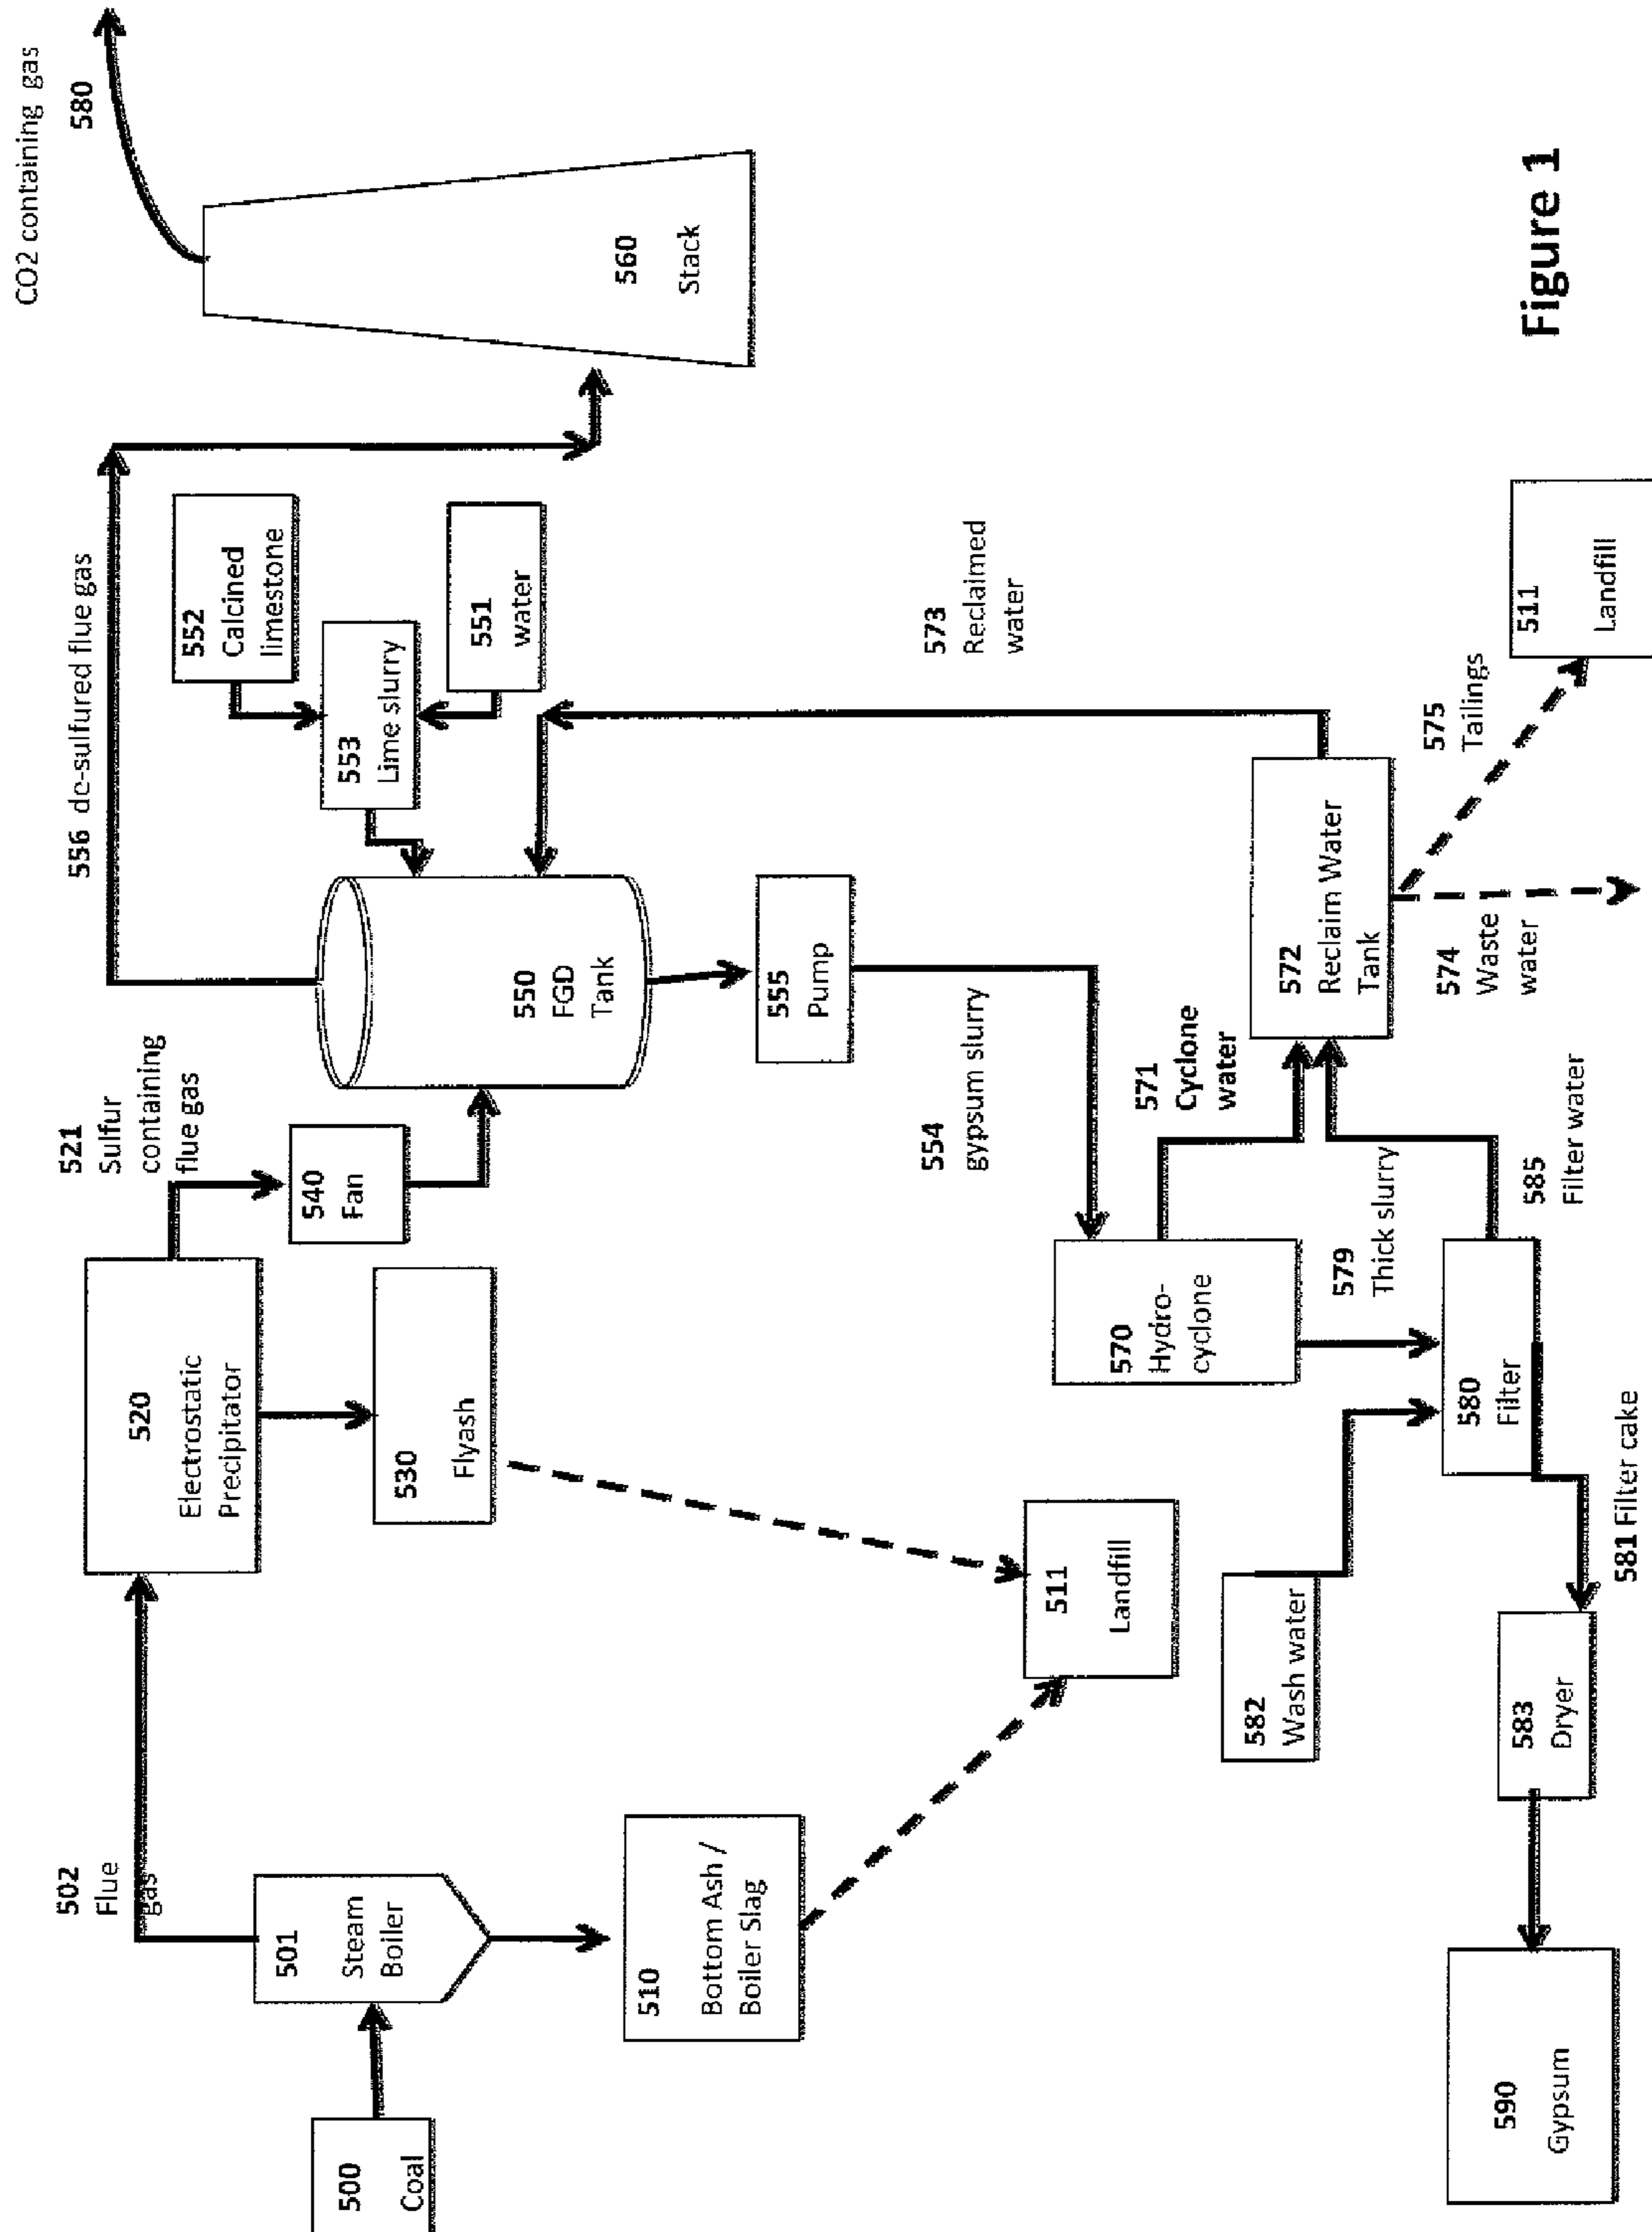 CO2 containing gas
580
502
Flue
gas
521
Sulfur
containing
flue gas
556 de-sulfured flue gas
500
Coal
501
Steam
Boiler
520
Electrostatic
Precipitator
540
Fan
530
Flyash
510
Bottom Ash /
Boiler Slag
550
FGD
Tank
552
Calcined
limestone
553
Lime slurry
551
water
560
Stack
555
Pump
554
gypsum slurry
573
Reclaimed
water
511
Landfill
570
Hydro-
cyclone
571
Cyclone
water
572
Reclaim Water
Tank
582
Wash water
579
Thick slurry
580
Filter
585
Filter water
574
Waste
water
575
Tailings
511
Landfill
581 Filter cake
583
Dryer
590
Gypsum
Figure 1